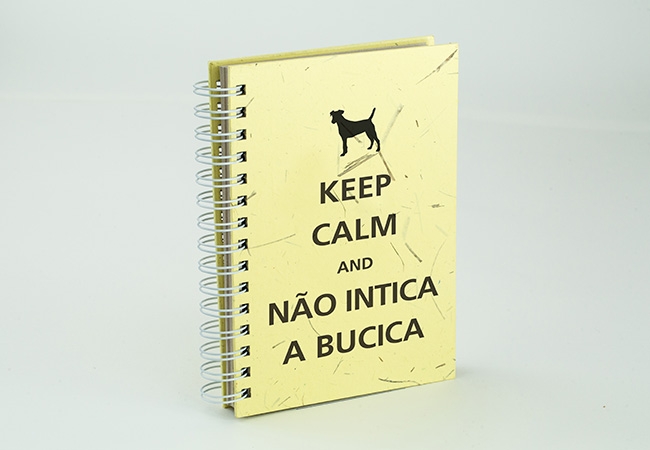 KEEP
CALM
AND
NÃO INTICA
A BUCICA